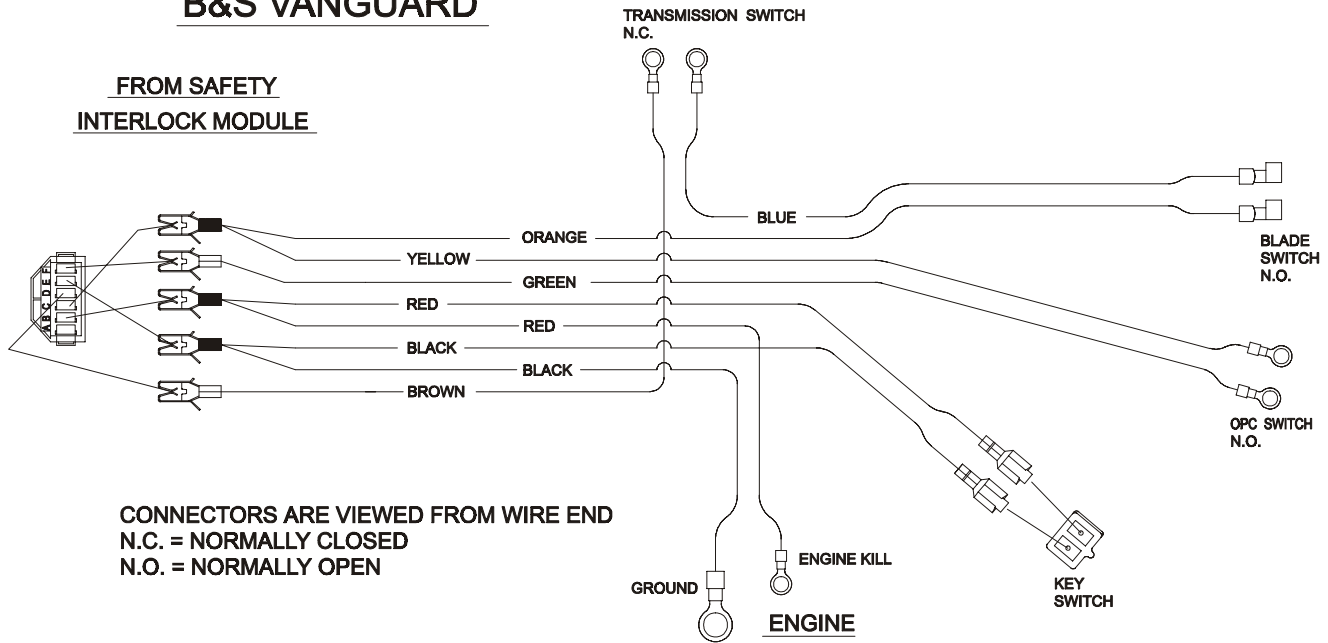 B&S VANGUARD
TRANSMISSION SWITCH
N.C.
FROM SAFETY
INTERLOCK MODULE
BLUE
ORANGE
YELLOW
GREEN
RED
RED
BLACK
BLACK
BROWN
BLADE
SWITCH
N.O.
A B C D E F
OPC SWITCH
N.O.
CONNECTORS ARE VIEWED FROM WIRE END
N.C. = NORMALLY CLOSED
N.O. = NORMALLY OPEN
GROUND
ENGINE KILL
ENGINE
KEY
SWITCH